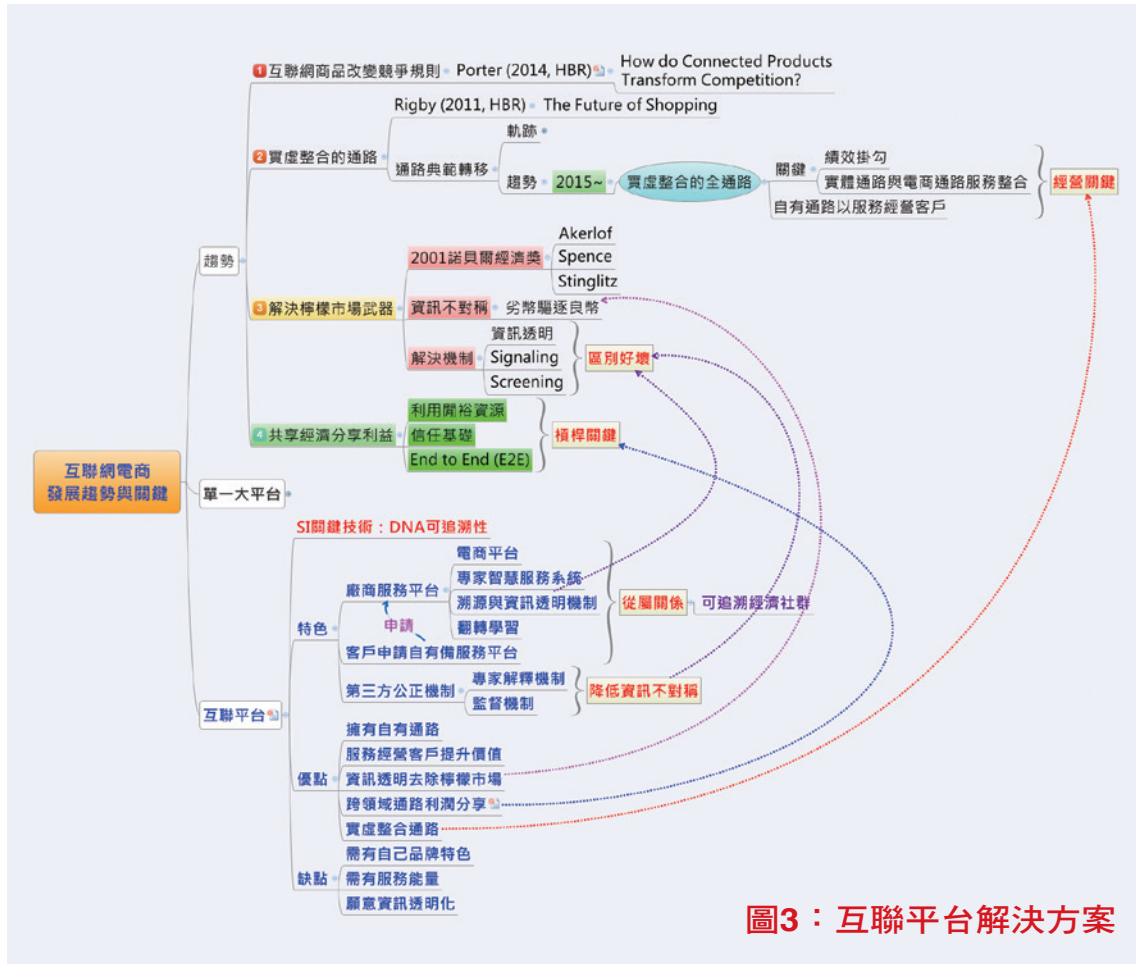 互聯網電商
發展趨勢與關鍵
趨勢
❶互聯網商品改變競爭規則
Porter (2014, HBR)
How do Connected Products
Transform Competition?
❷實虛整合的通路
Rigby (2011, HBR)
The Future of Shopping
通路典範轉移
軌跡
趨勢
2015~
實虛整合的全通路
關鍵
績效掛勾
實體通路與電商通路服務整合
自有通路以服務經營客戶
經營關鍵
❸解決檸檬市場武器
2001諾貝爾經濟獎
Akerlof
Spence
Stinglitz
資訊不對稱
劣幣驅逐良幣
解決機制
資訊透明
Signaling
Screening
區別好壞
❹共享經濟分享利益
利用閒裕資源
信任基礎
End to End (E2E)
槓桿關鍵
單一大平台
互聯平台
SI關鍵技術：DNA可追溯性
特色
廠商服務平台
電商平台
專家智慧服務系統
溯源與資訊透明機制
翻轉學習
申請
客戶申請自有備服務平台
從屬關係
可追溯經濟社群
第三方公正機制
專家解釋機制
監督機制
降低資訊不對稱
優點
擁有自有通路
服務經營客戶提升價值
資訊透明去除檸檬市場
跨領域通路利潤分享
實虛整合通路
缺點
需有自己品牌特色
需有服務能量
願意資訊透明化
圖3：互聯平台解決方案